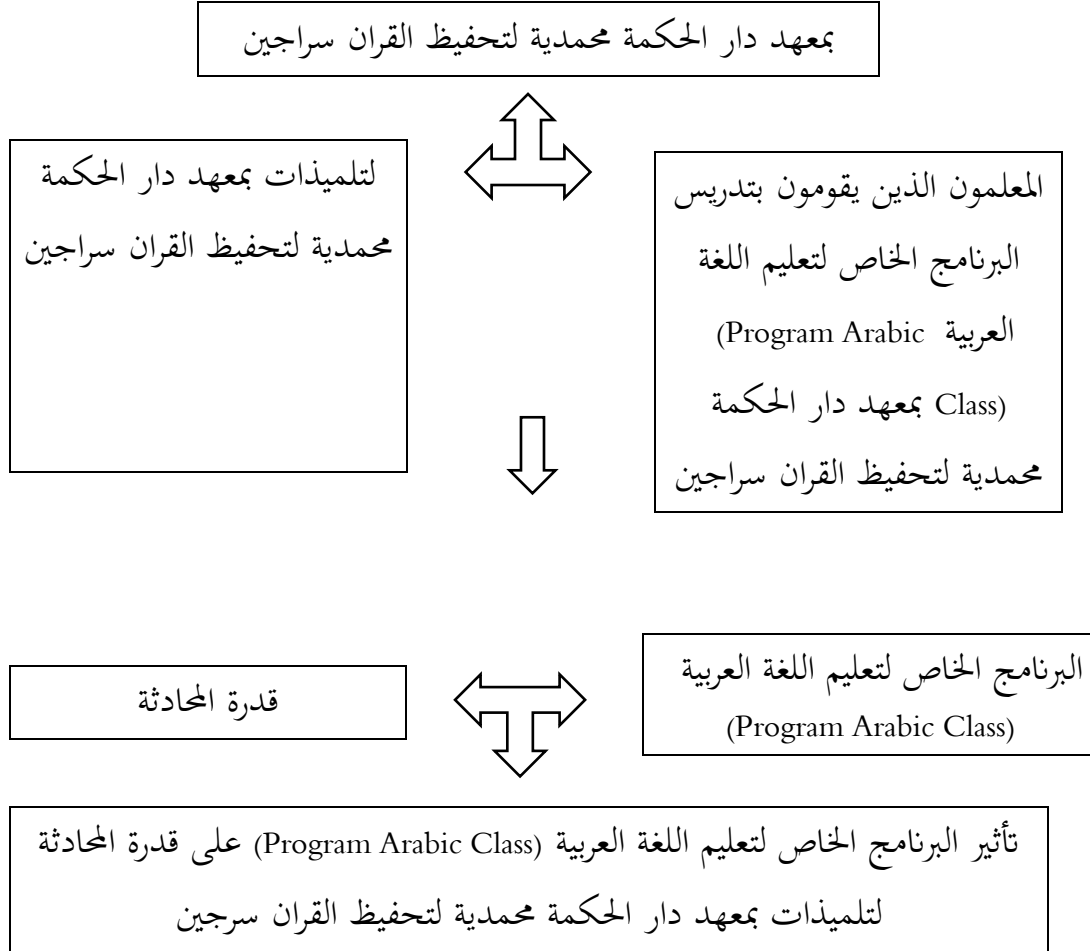 بمعهد دار الحكمة محمدية لتحفيظ القران سراجين
المعلمون الذين يقومون بتدريس
البرنامج الخاص لتعليم اللغة
العربية (Program Arabic
Class) بمعهد دار الحكمة
محمدية لتحفيظ القران سراجين
لتلميذات بمعهد دار الحكمة
محمدية لتحفيظ القران سراجين
البرنامج الخاص لتعليم اللغة العربية
(Program Arabic Class)
قدرة المحادثة
تأثير البرنامج الخاص لتعليم اللغة العربية (Program Arabic Class) على قدرة المحادثة
لتلميذات بمعهد دار الحكمة محمدية لتحفيظ القران سرجين